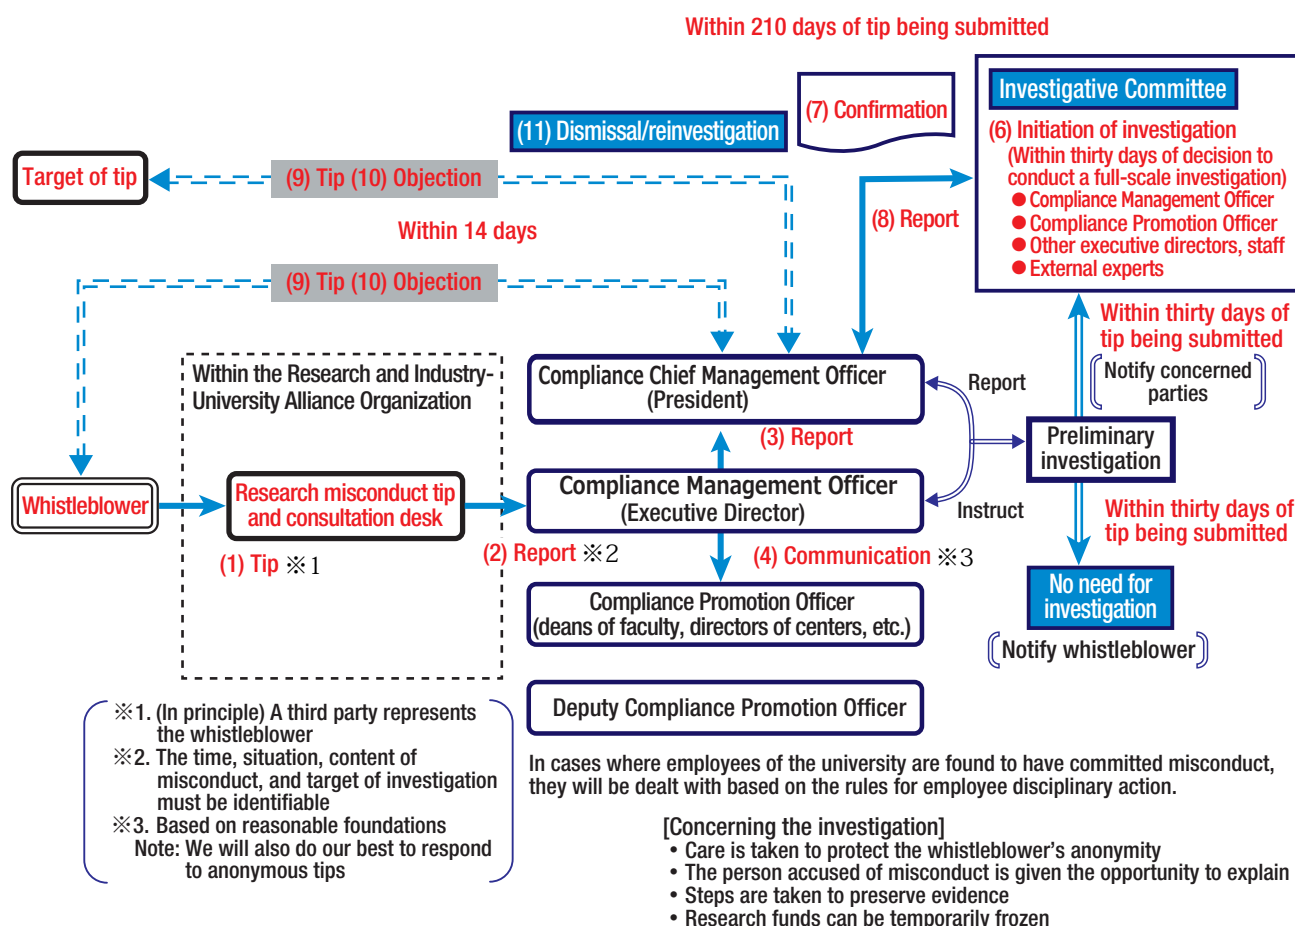 Within 210 days of tip being submitted
Investigative Committee
(6) Initiation of investigation
(Within thirty days of decision to
conduct a full-scale investigation)
● Compliance Management Officer
● Compliance Promotion Officer
● Other executive directors, staff
● External experts
(7) Confirmation
(11) Dismissal/reinvestigation
Target of tip
(9) Tip (10) Objection
(8) Report
Within 14 days
(9) Tip (10) Objection
Within thirty days of
tip being submitted
Notify concerned
parties
Within the Research and Industry-
University Alliance Organization
Compliance Chief Management Officer
(President)
Report
(3) Report
Preliminary
investigation
Whistleblower
Research misconduct tip
and consultation desk
Compliance Management Officer
(Executive Director)
Instruct
Within thirty days of
tip being submitted
(1) Tip ※1
(2) Report ※2
(4) Communication ※3
No need for
investigation
Notify whistleblower
Compliance Promotion Officer
(deans of faculty, directors of centers, etc.)
Deputy Compliance Promotion Officer
※1. (In principle) A third party represents
the whistleblower
※2. The time, situation, content of
misconduct, and target of investigation
must be identifiable
※3. Based on reasonable foundations
Note: We will also do our best to respond
to anonymous tips
In cases where employees of the university are found to have committed misconduct,
they will be dealt with based on the rules for employee disciplinary action.
[Concerning the investigation]
• Care is taken to protect the whistleblower's anonymity
• The person accused of misconduct is given the opportunity to explain
• Steps are taken to preserve evidence
• Research funds can be temporarily frozen